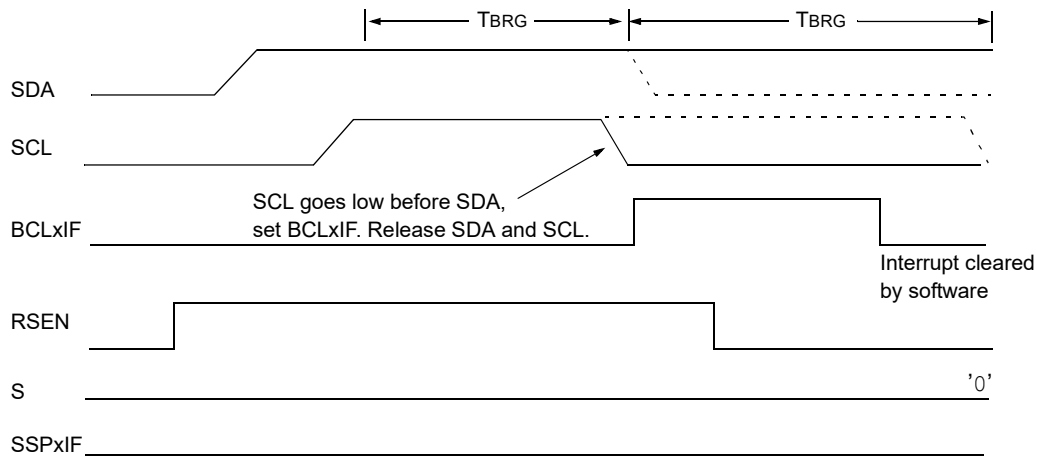 TBRG TBRG
SDA
SCL
SCL goes low before SDA,
set BCLxIF. Release SDA and SCL.
BCLxIF
Interrupt cleared
by software
RSEN
S
'0'
SSPxIF